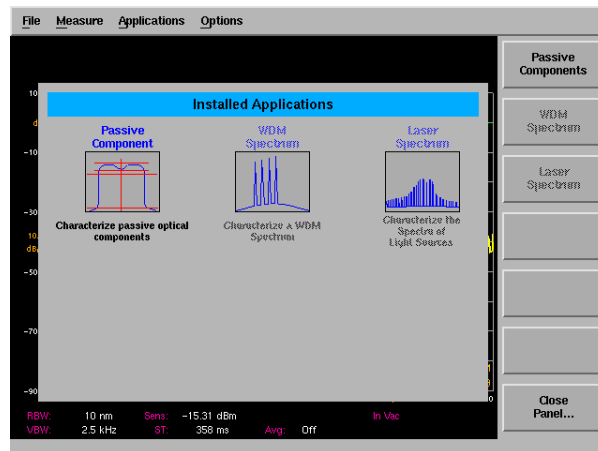 File Measure Applications Options
Passive
Components
WDM
Spectrum
Laser
Spectrum
Close
Panel...
Installed Applications
Passive
Component
Characterize passive optical
components
WDM
Spectrum
Characterize a WDM
Spectrum
Laser
Spectrum
Characterize the
Spectra of
Light Sources
10
d
-10
-30
10.
dB
-50
-70
-90
0
RBW: 10 nm Sens: -15.31 dBm In Vac
VBW: 2.5 kHz ST: 358 ms Avg: Off